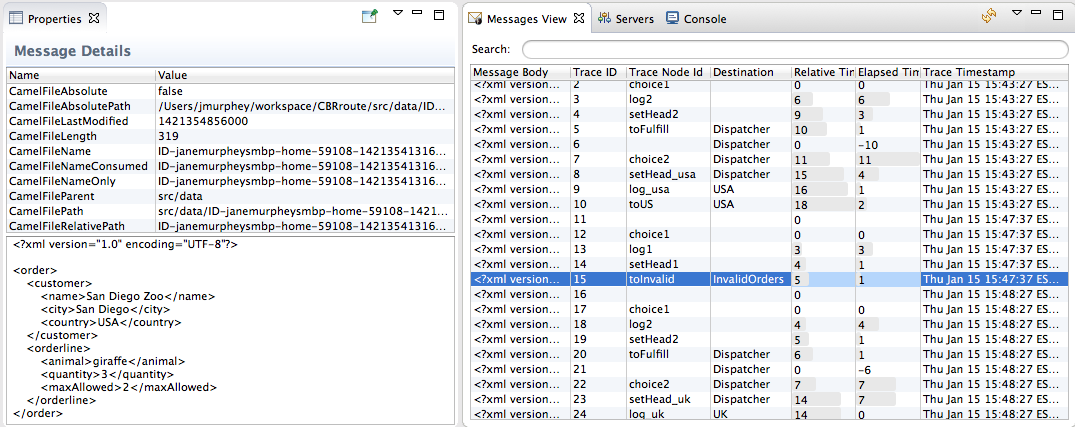 Properties
Message Details
Name Value
CamelFileAbsolute false
CamelFileAbsolutePath /Users/jmurphey/workspace/CBRroute/src/data/ID...
CamelFileLastModified 1421354856000
CamelFileLength 319
CamelFileName ID-janemurpheysmbp-home-59108-14213541316...
CamelFileNameConsumed ID-janemurpheysmbp-home-59108-14213541316...
CamelFileNameOnly ID-janemurpheysmbp-home-59108-14213541316...
CamelFileParent src/data
CamelFilePath src/data/ID-janemurpheysmbp-home-59108-1421...
CamelFileRelativePath ID-janemurpheysmbp-home-59108-14213541316...
<?xml version="1.0" encoding="UTF-8"?>
<order>
<customer>
<name>San Diego Zoo</name>
<city>San Diego</city>
<country>USA</country>
</customer>
<orderline>
<animal>giraffe</animal>
<quantity>3</quantity>
<maxAllowed>2</maxAllowed>
</orderline>
</order>
Messages View Servers Console
Search:
Message Body Trace ID Trace Node Id Destination Relative Tim Elapsed Tim Trace Timestamp
<?xml version... 2 choice1 0 0 Thu Jan 15 15:43:27 ES...
<?xml version... 3 log2 6 6 Thu Jan 15 15:43:27 ES...
<?xml version... 4 setHead2 9 3 Thu Jan 15 15:43:27 ES...
<?xml version... 5 toFulfill Dispatcher 10 1 Thu Jan 15 15:43:27 ES...
<?xml version... 6 Dispatcher 0 -10 Thu Jan 15 15:43:27 ES...
<?xml version... 7 choice2 Dispatcher 11 11 Thu Jan 15 15:43:27 ES...
<?xml version... 8 setHead_usa Dispatcher 15 4 Thu Jan 15 15:43:27 ES...
<?xml version... 9 log_usa USA 16 1 Thu Jan 15 15:43:27 ES...
<?xml version... 10 toUS USA 18 2 Thu Jan 15 15:43:27 ES...
<?xml version... 11 0 Thu Jan 15 15:47:37 ES...
<?xml version... 12 choice1 0 0 Thu Jan 15 15:47:37 ES...
<?xml version... 13 log1 3 3 Thu Jan 15 15:47:37 ES...
<?xml version... 14 setHead1 4 1 Thu Jan 15 15:47:37 ES...
<?xml version... 15 toInvalid InvalidOrders 5 1 Thu Jan 15 15:47:37 ES...
<?xml version... 16 0 Thu Jan 15 15:48:27 ES...
<?xml version... 17 choice1 0 0 Thu Jan 15 15:48:27 ES...
<?xml version... 18 log2 4 4 Thu Jan 15 15:48:27 ES...
<?xml version... 19 setHead2 5 1 Thu Jan 15 15:48:27 ES...
<?xml version... 20 toFulfill Dispatcher 6 1 Thu Jan 15 15:48:27 ES...
<?xml version... 21 Dispatcher 0 -6 Thu Jan 15 15:48:27 ES...
<?xml version... 22 choice2 Dispatcher 7 7 Thu Jan 15 15:48:27 ES...
<?xml version... 23 setHead_uk Dispatcher 14 7 Thu Jan 15 15:48:27 ES...
<?xml version... 24 log_uk UK 14 0 Thu Jan 15 15:48:27 ES...